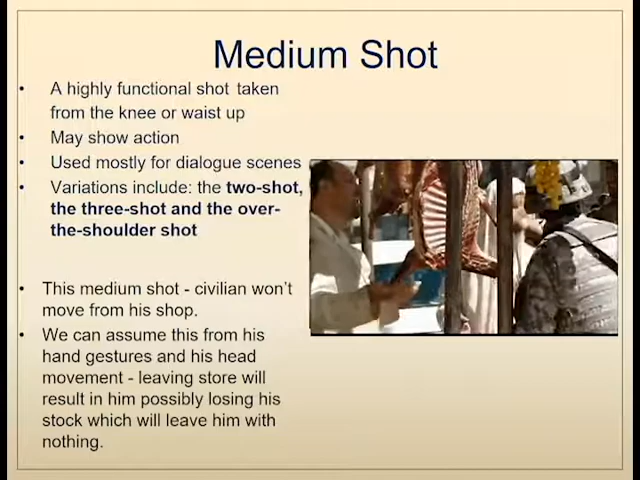 Medium Shot
• A highly functional shot taken
from the knee or waist up
• May show action
• Used mostly for dialogue scenes
• Variations include: the two-shot,
the three-shot and the over-
the-shoulder shot
• This medium shot - civilian won't
move from his shop.
• We can assume this from his
hand gestures and his head
movement - leaving store will
result in him possibly losing his
stock which will leave him with
nothing.